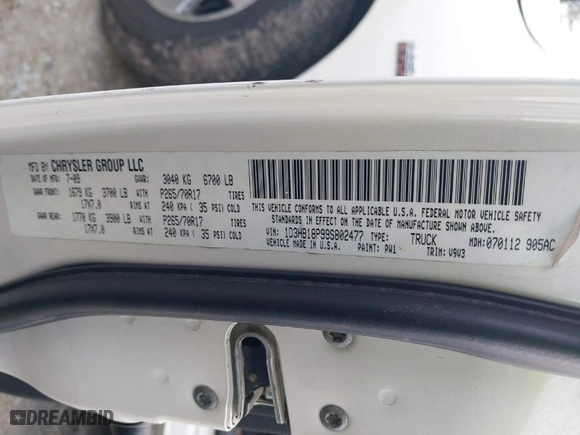 MFG BY CHRYSLER GROUP LLC
DATE OF MFR 7-09 GVWR: 3040 KG 6700 LB
GAWR FRONT: 1679 KG 3700 LB WITH P265/70R17 TIRES
17X7.0 RIMS AT 240 KPA ( 35 PSI) COLD
GAWR REAR: 1770 KG 3900 LB WITH P265/70R17 TIRES
17X7.0 RIMS AT 240 KPA ( 35 PSI) COLD
THIS VEHICLE CONFORMS TO ALL APPLICABLE U.S.A. FEDERAL MOTOR VEHICLE SAFETY
STANDARDS IN EFFECT ON THE DATE OF MANUFACTURE SHOWN ABOVE.
VIN: 1D3HB18P99S802477 TYPE: TRUCK MDH: 070112 905AC
VEHICLE MADE IN U.S.A. PAINT: PW1 TRIM: V9V3
DREAMBID